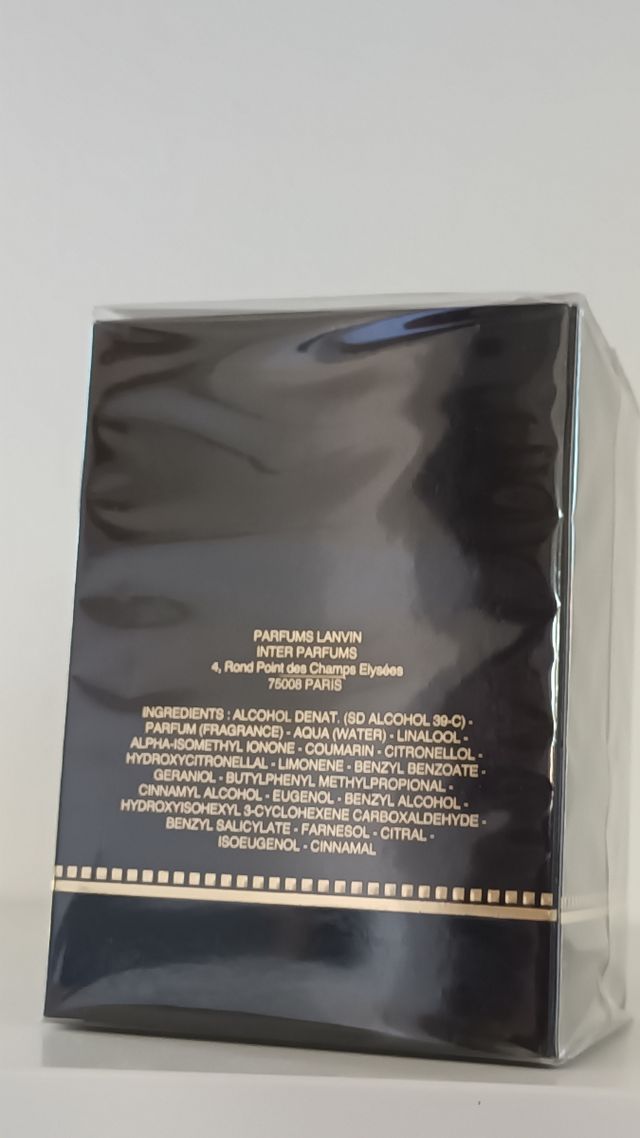 PARFUMS LANVIN
INTER PARFUMS
4, Rond Point des Champs Elysées
75008 PARIS
INGREDIENTS : ALCOHOL DENAT. (SD ALCOHOL 39-C) -
PARFUM (FRAGRANCE) - AQUA (WATER) - LINALOOL -
ALPHA-ISOMETHYL IONONE - COUMARIN - CITRONELLOL -
HYDROXYCITRONELLAL - LIMONENE - BENZYL BENZOATE -
GERANIOL - BUTYLPHENYL METHYLPROPIONAL -
CINNAMYL ALCOHOL - EUGENOL - BENZYL ALCOHOL -
HYDROXYISOHEXYL 3-CYCLOHEXENE CARBOXALDEHYDE -
BENZYL SALICYLATE - FARNESOL - CITRAL -
ISOEUGENOL - CINNAMAL